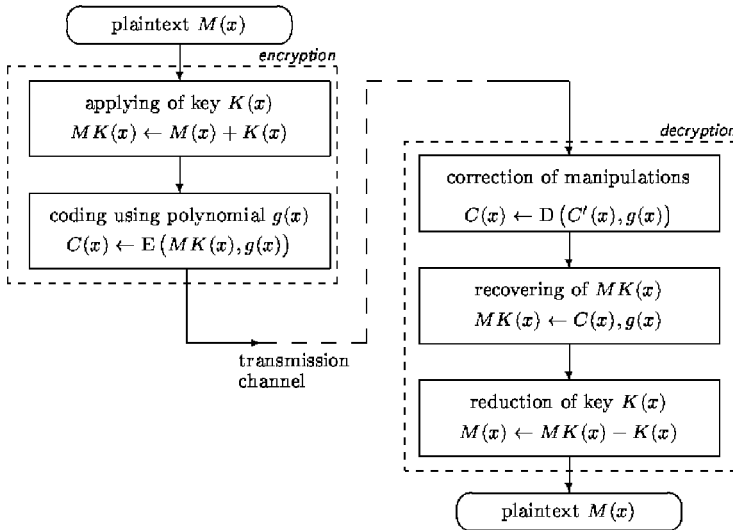 plaintext M(x)
encryption
applying of key K(x)
MK(x) ← M(x) + K(x)
coding using polynomial g(x)
C(x) ← E (MK(x), g(x))
transmission
channel
decryption
correction of manipulations
C(x) ← D (C′(x), g(x))
recovering of MK(x)
MK(x) ← C(x), g(x)
reduction of key K(x)
M(x) ← MK(x) − K(x)
plaintext M(x)